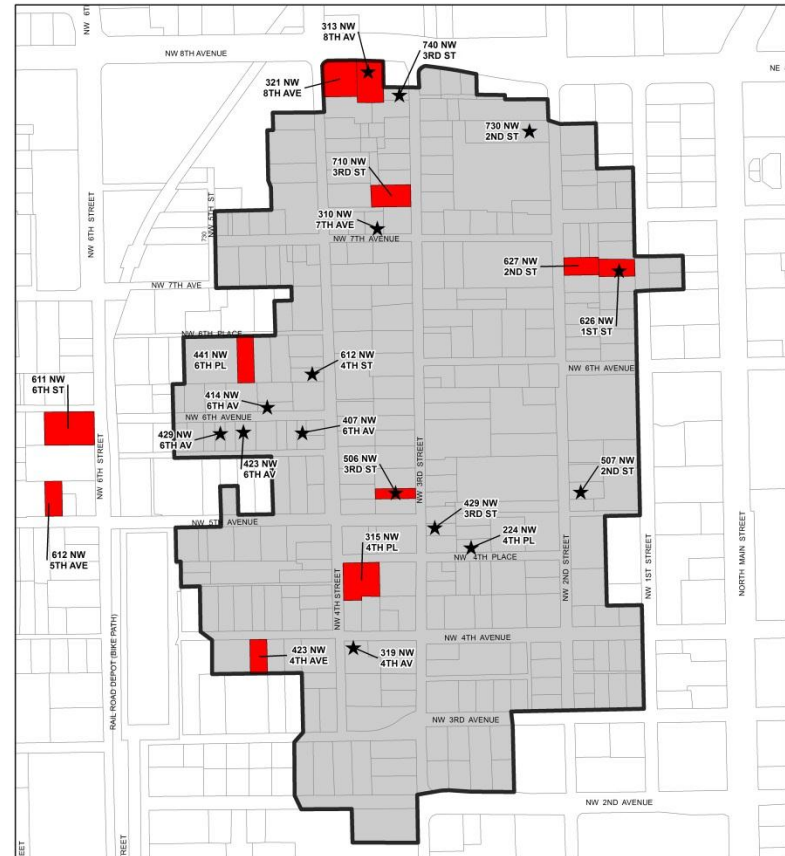 NW 6TH
313 NW
8TH AV
740 NW
3RD ST
NW 8TH AVENUE
NE
321 NW
8TH AVE
730 NW
2ND ST
710 NW
3RD ST
NW 6TH STREET
NW 5TH ST
730
310 NW
7TH AVE
NW 7TH AVENUE
627 NW
2ND ST
NW 7TH AVE
626 NW
1ST ST
NW 6TH PLACE
441 NW
6TH PL
612 NW
4TH ST
NW 6TH AVENUE
611 NW
6TH ST
414 NW
6TH AV
NW 6TH AVENUE
429 NW
6TH AV
423 NW
6TH AV
407 NW
6TH AV
NW 6TH STREET
506 NW
3RD ST
NW 3RD STREET
507 NW
2ND ST
429 NW
3RD ST
224 NW
4TH PL
NW 5TH AVENUE
612 NW
5TH AVE
315 NW
4TH PL
NW 4TH PLACE
NW 2ND STREET
NW 1ST STREET
NORTH MAIN STREET
NW 4TH STREET
NW 4TH AVENUE
423 NW
4TH AVE
319 NW
4TH AV
RAIL ROAD DEPOT (BIKE PATH)
NW 3RD AVENUE
NW 2ND AVENUE
STREET